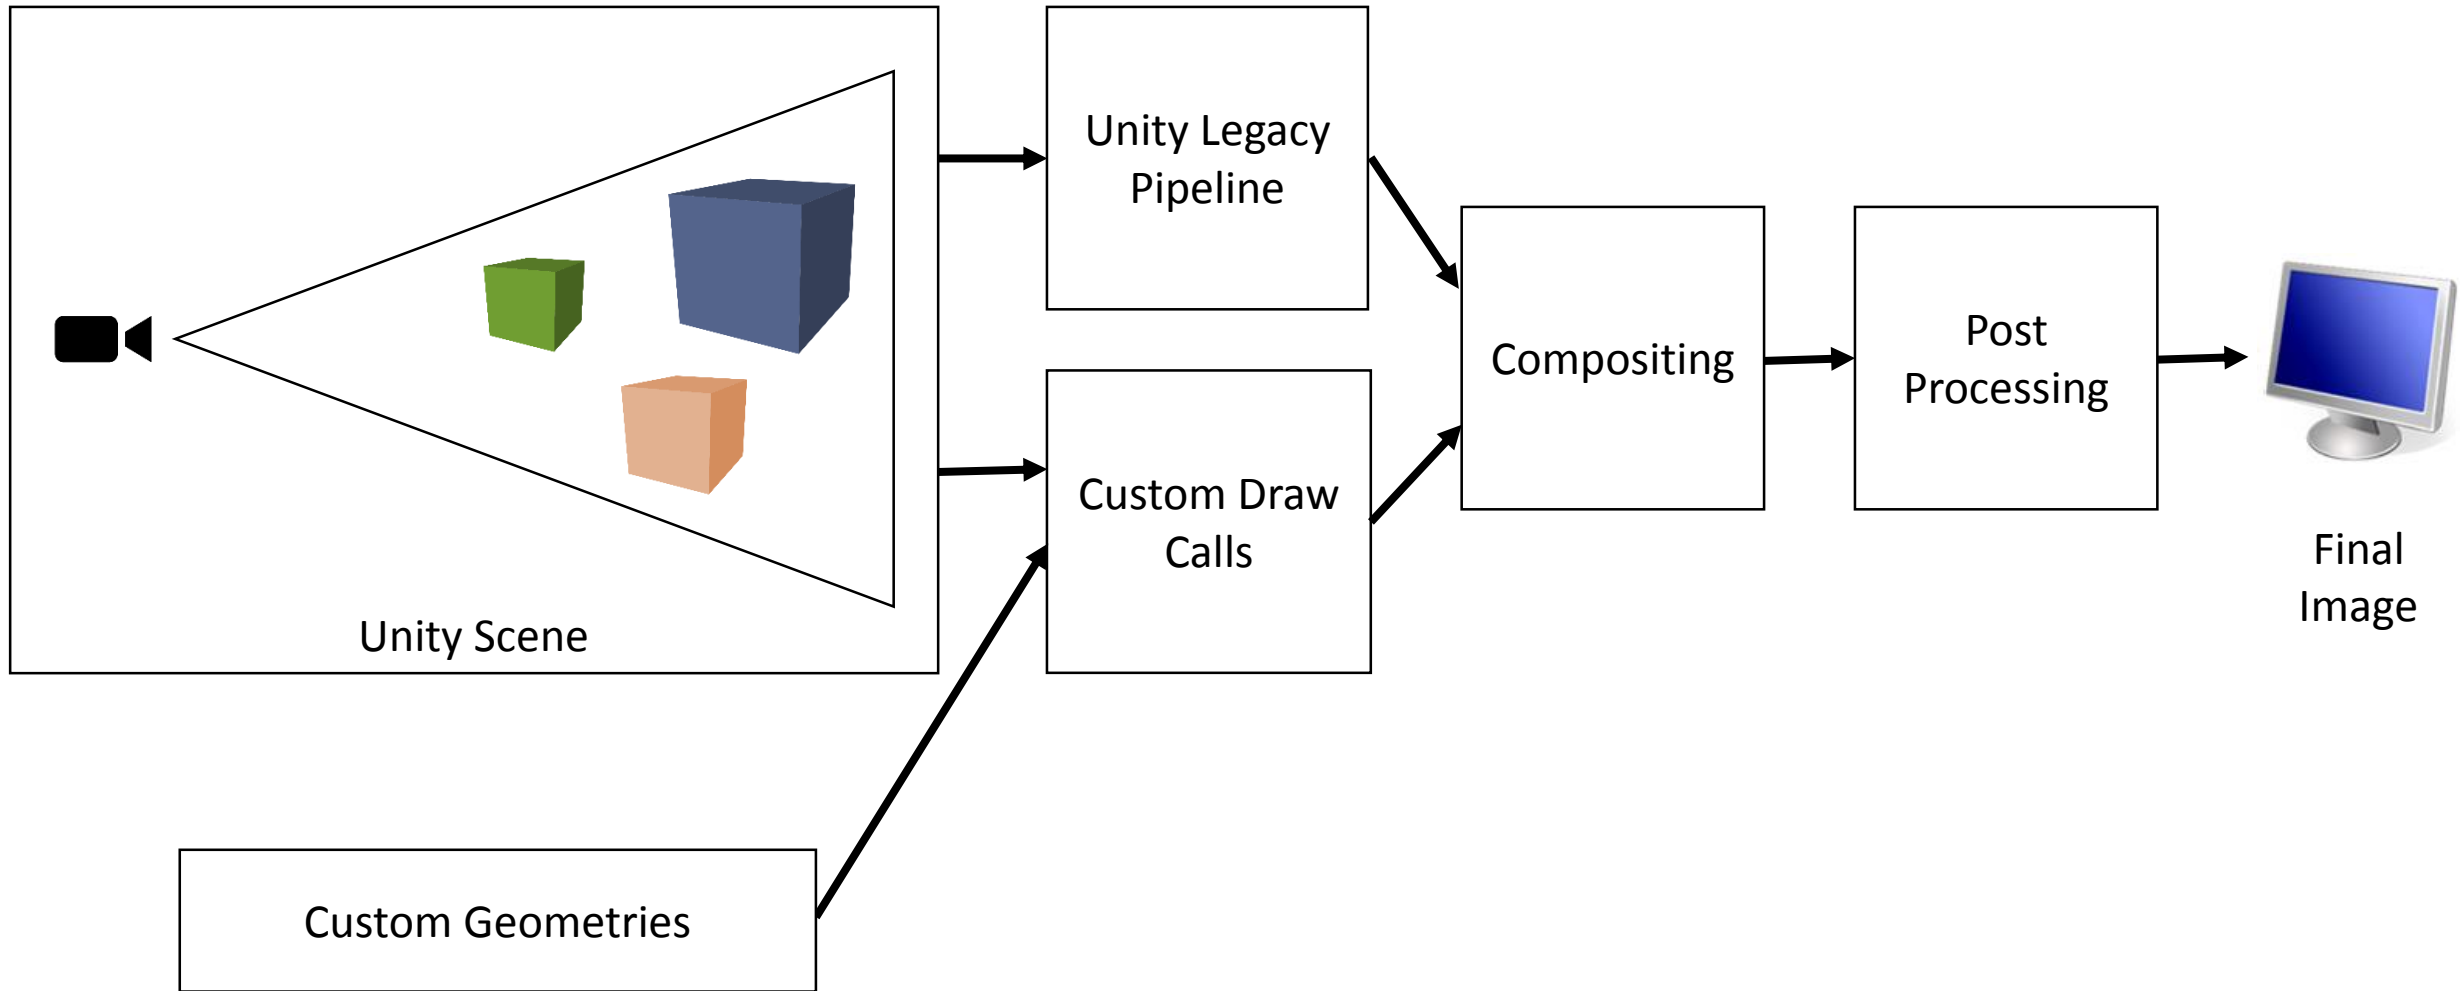 Unity Scene
Unity Legacy
Pipeline
Custom Draw
Calls
Custom Geometries
Compositing
Post
Processing
Final
Image